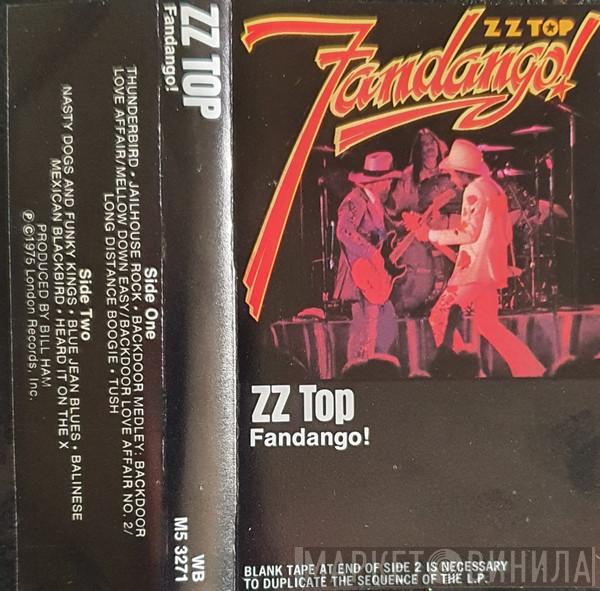 ZZ TOP
Fandango!
Side One
THUNDERBIRD • JAILHOUSE ROCK • BACKDOOR MEDLEY: BACKDOOR
LOVE AFFAIR/MELLOW DOWN EASY/BACKDOOR LOVE AFFAIR NO. 2/
LONG DISTANCE BOOGIE • TUSH
Side Two
NASTY DOGS AND FUNKY KINGS • BLUE JEAN BLUES • BALINESE
MEXICAN BLACKBIRD • HEARD IT ON THE X
PRODUCED BY BILL HAM
℗©1975 London Records, Inc.
WB
M5 3271
ZZ TOP
Fandango!
ZZ Top
Fandango!
МАРКЕТ ВИНИЛА
BLANK TAPE AT END OF SIDE 2 IS NECESSARY
TO DUPLICATE THE SEQUENCE OF THE L.P.